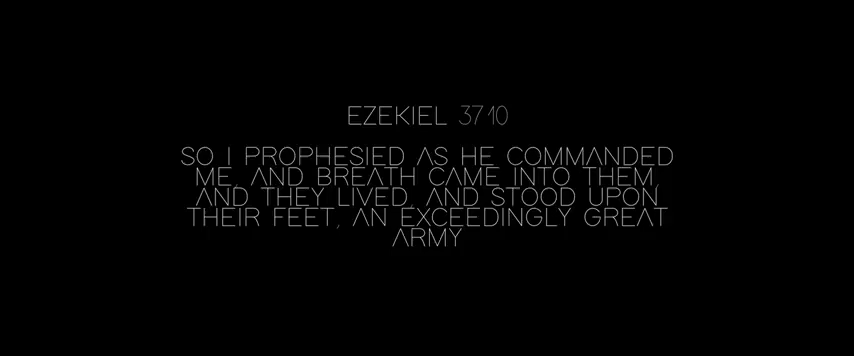 EZEKIEL 37 10
SO I PROPHESIED AS HE COMMANDED
ME, AND BREATH CAME INTO THEM,
AND THEY LIVED, AND STOOD UPON
THEIR FEET, AN EXCEEDINGLY GREAT
ARMY